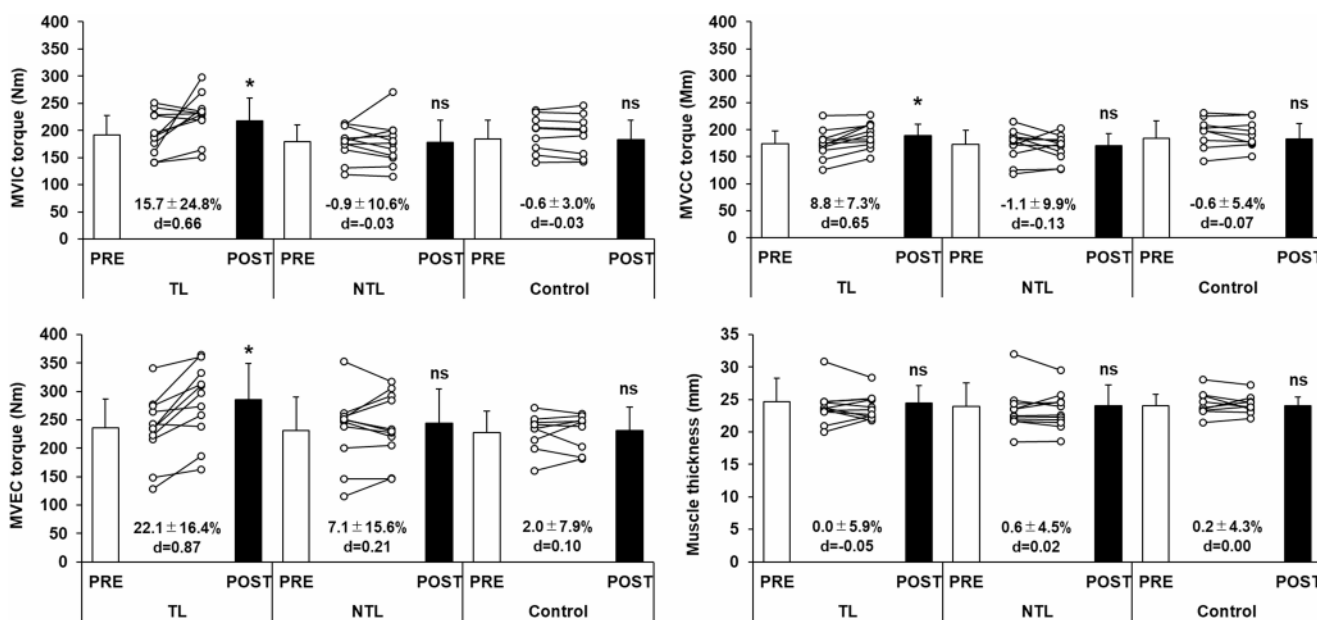 MVIC torque (Nm)
400
350
300
250
200
150
100
50
0
* ns ns
15.7±24.8% -0.9±10.6% -0.6±3.0%
d=0.66 d=-0.03 d=-0.03
PRE POST PRE POST PRE POST
TL NTL Control
MVCC torque (Mm)
400
350
300
250
200
150
100
50
0
* ns ns
8.8±7.3% -1.1±9.9% -0.6±5.4%
d=0.65 d=-0.13 d=-0.07
PRE POST PRE POST PRE POST
TL NTL Control
MVEC torque (Nm)
400
350
300
250
200
150
100
50
0
* ns ns
22.1±16.4% 7.1±15.6% 2.0±7.9%
d=0.87 d=0.21 d=0.10
PRE POST PRE POST PRE POST
TL NTL Control
Muscle thickness (mm)
35
30
25
20
15
10
5
0
ns ns ns
0.0±5.9% 0.6±4.5% 0.2±4.3%
d=-0.05 d=0.02 d=0.00
PRE POST PRE POST PRE POST
TL NTL Control